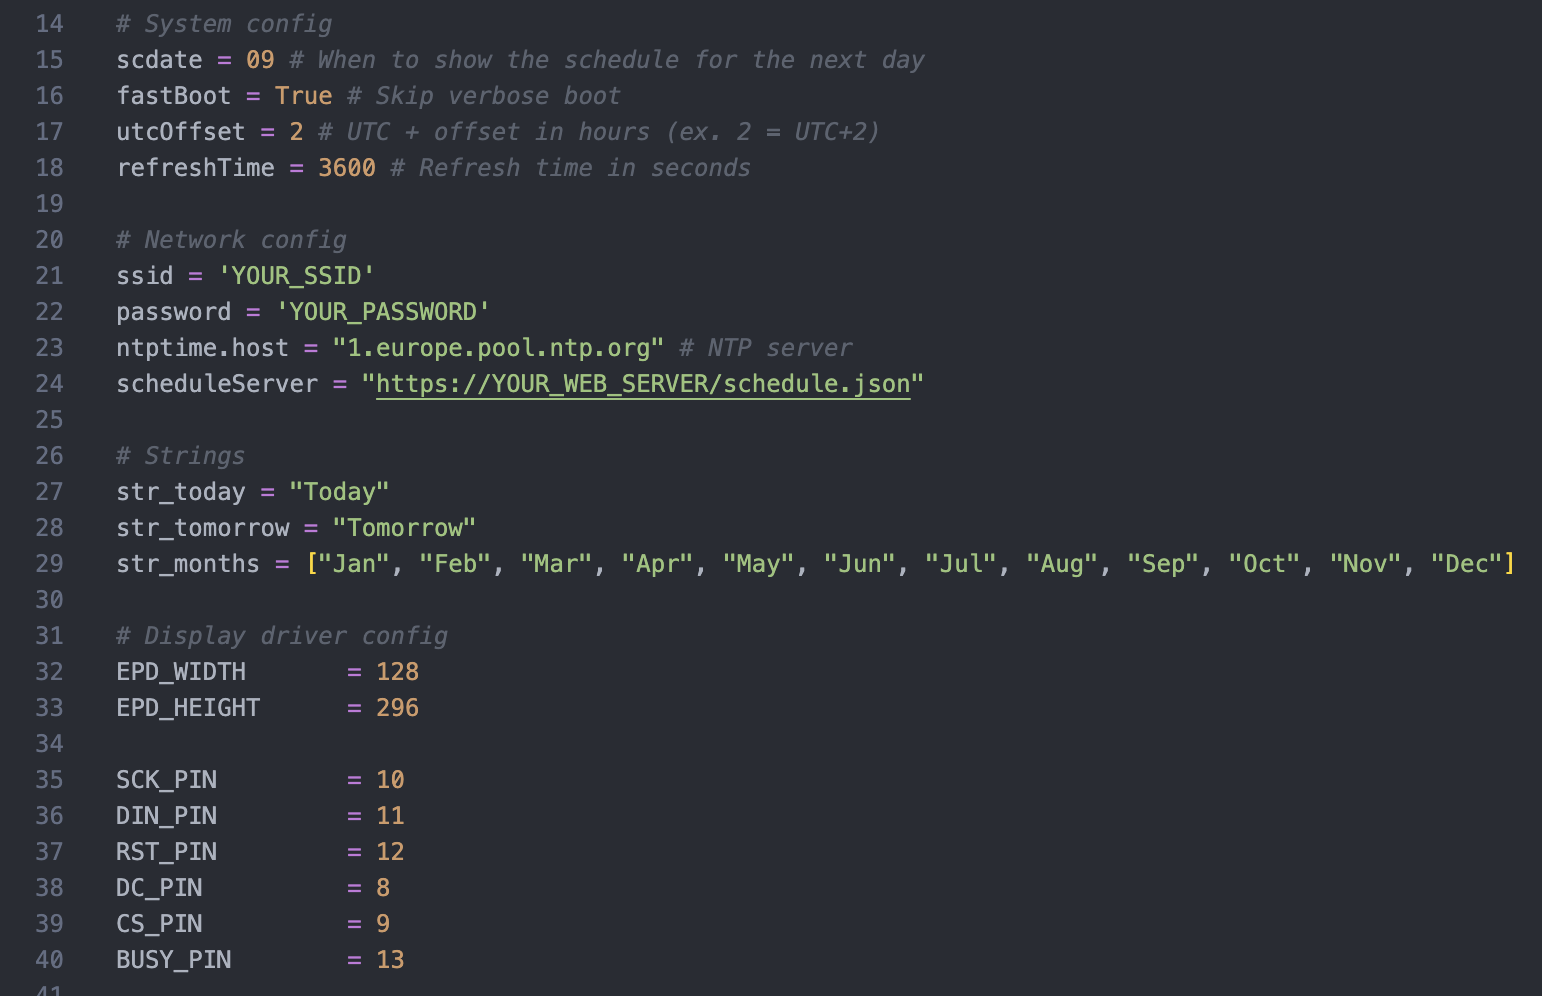 14 # System config
15 scdate = 09 # When to show the schedule for the next day
16 fastBoot = True # Skip verbose boot
17 utcOffset = 2 # UTC + offset in hours (ex. 2 = UTC+2)
18 refreshTime = 3600 # Refresh time in seconds
19
20 # Network config
21 ssid = 'YOUR_SSID'
22 password = 'YOUR_PASSWORD'
23 ntptime.host = "1.europe.pool.ntp.org" # NTP server
24 scheduleServer = "https://YOUR_WEB_SERVER/schedule.json"
25
26 # Strings
27 str_today = "Today"
28 str_tomorrow = "Tomorrow"
29 str_months = ["Jan", "Feb", "Mar", "Apr", "May", "Jun", "Jul", "Aug", "Sep", "Oct", "Nov", "Dec"]
30
31 # Display driver config
32 EPD_WIDTH = 128
33 EPD_HEIGHT = 296
34
35 SCK_PIN = 10
36 DIN_PIN = 11
37 RST_PIN = 12
38 DC_PIN = 8
39 CS_PIN = 9
40 BUSY_PIN = 13
41